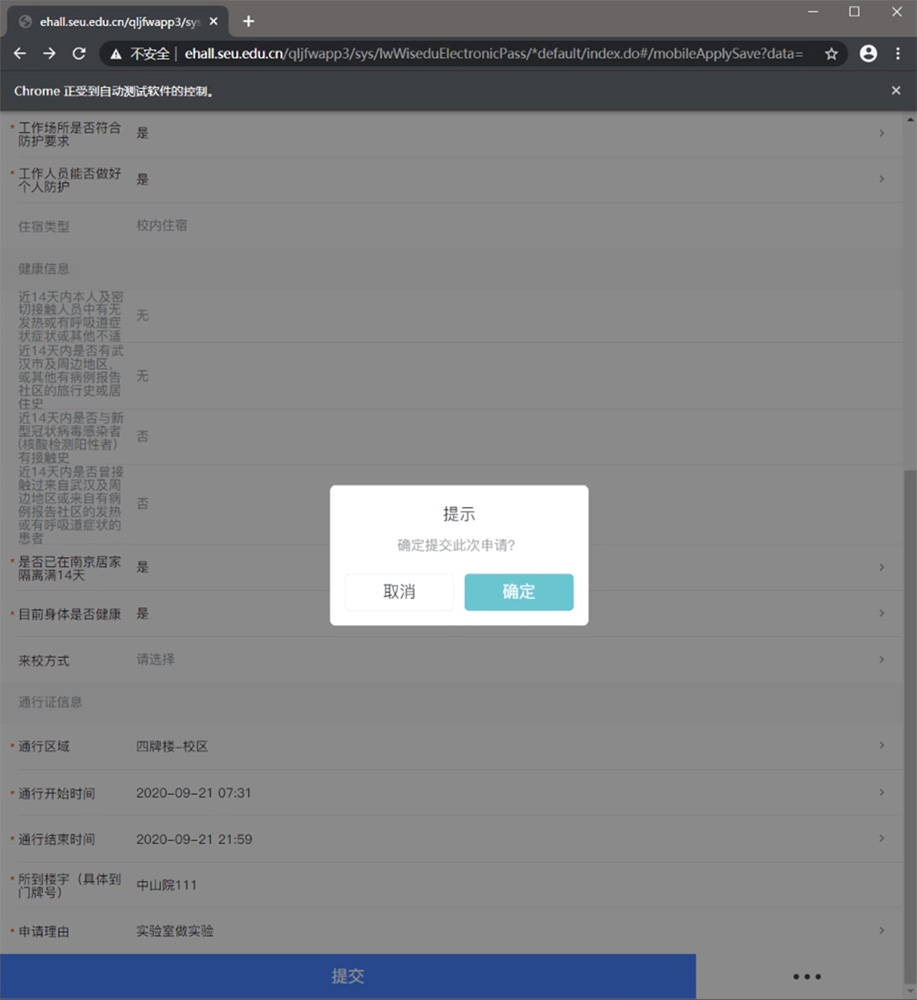 ehall.seu.edu.cn/qljfwapp3/sys
不安全
ehall.seu.edu.cn/qljfwapp3/sys/lwWiseduElectronicPass/*default/index.do#/mobileApplySave?data=
Chrome 正受到自动测试软件的控制。
* 工作场所是否符合
防护要求
是
* 工作人员能否做好
个人防护
是
住宿类型
校内住宿
健康信息
近14天内本人及密
切接触人员中有无
发热或有呼吸道症
状症状或其他不适
无
近14天内是否有武
汉市及周边地区,
或其他有病例报告
社区的旅行史或居
住史
无
近14天内是否与新
型冠状病毒感染者
(核酸检测阳性者)
有接触史
否
近14天内是否曾接
触过来自武汉及周
边地区或来自有病
例报告社区的发热
或有呼吸道症状的
患者
否
* 是否已在南京居家
隔离满14天
是
* 目前身体是否健康
是
来校方式
请选择
通行证信息
* 通行区域
四牌楼-校区
* 通行开始时间
2020-09-21 07:31
* 通行结束时间
2020-09-21 21:59
* 所到楼宇（具体到
门牌号）
中山院111
* 申请理由
实验室做实验
提交
提示
确定提交此次申请?
取消
确定